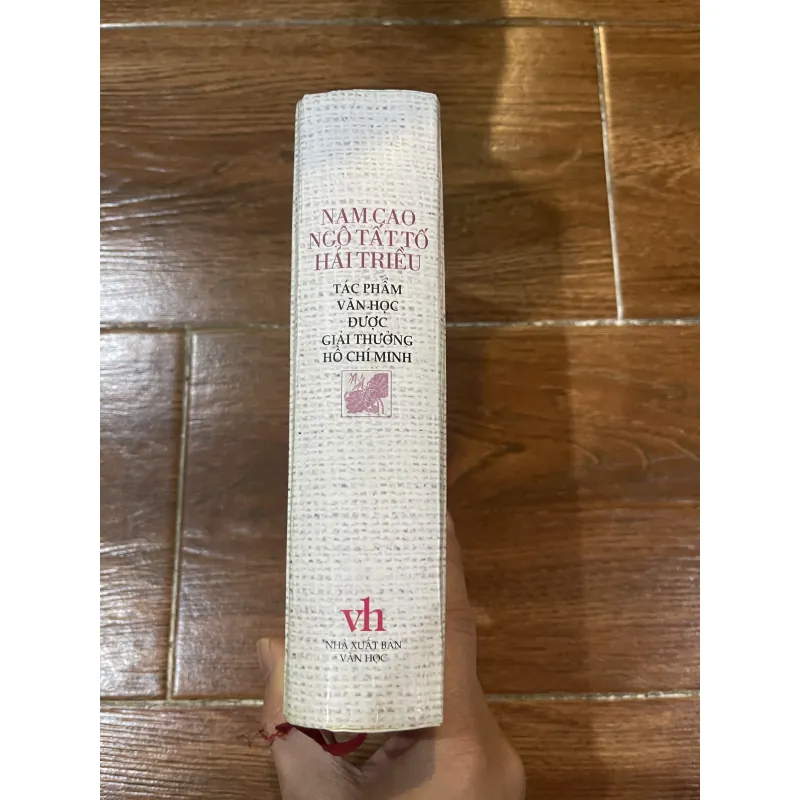 NAM CAO
NGÔ TẤT TỐ
HẢI TRIỀU
TÁC PHẨM
VĂN HỌC
ĐƯỢC
GIẢI THƯỞNG
HỒ CHÍ MINH
vh
NHÀ XUẤT BẢN
VĂN HỌC